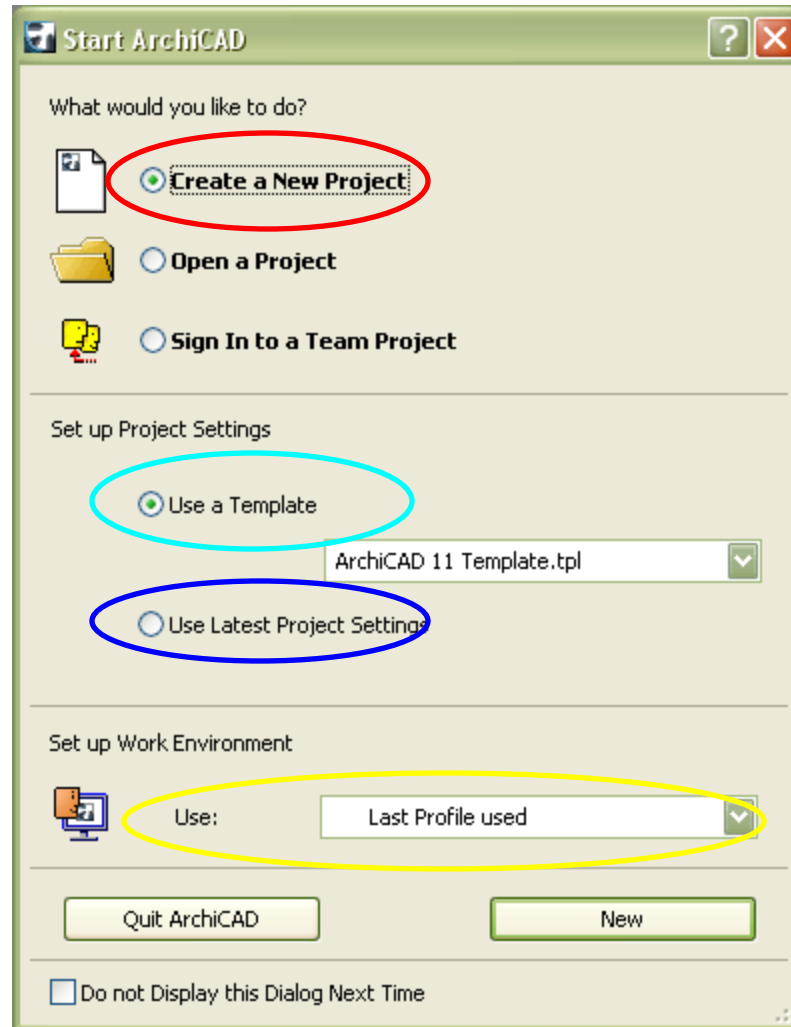 Start ArchiCAD
What would you like to do?
Create a New Project
Open a Project
Sign In to a Team Project
Set up Project Settings
Use a Template
ArchiCAD 11 Template.tpl
Use Latest Project Settings
Set up Work Environment
Use: Last Profile used
Quit ArchiCAD New
Do not Display this Dialog Next Time